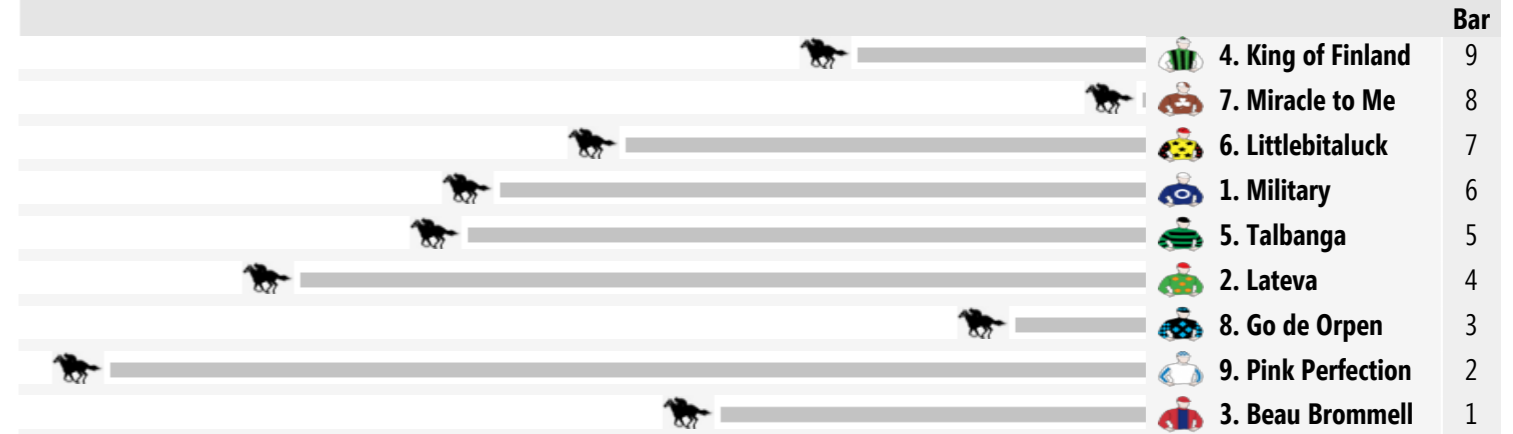 Bar
4. King of Finland 9
7. Miracle to Me 8
6. Littlebitaluck 7
1. Military 6
5. Talbanga 5
2. Lateva 4
8. Go de Orpen 3
9. Pink Perfection 2
3. Beau Brommell 1